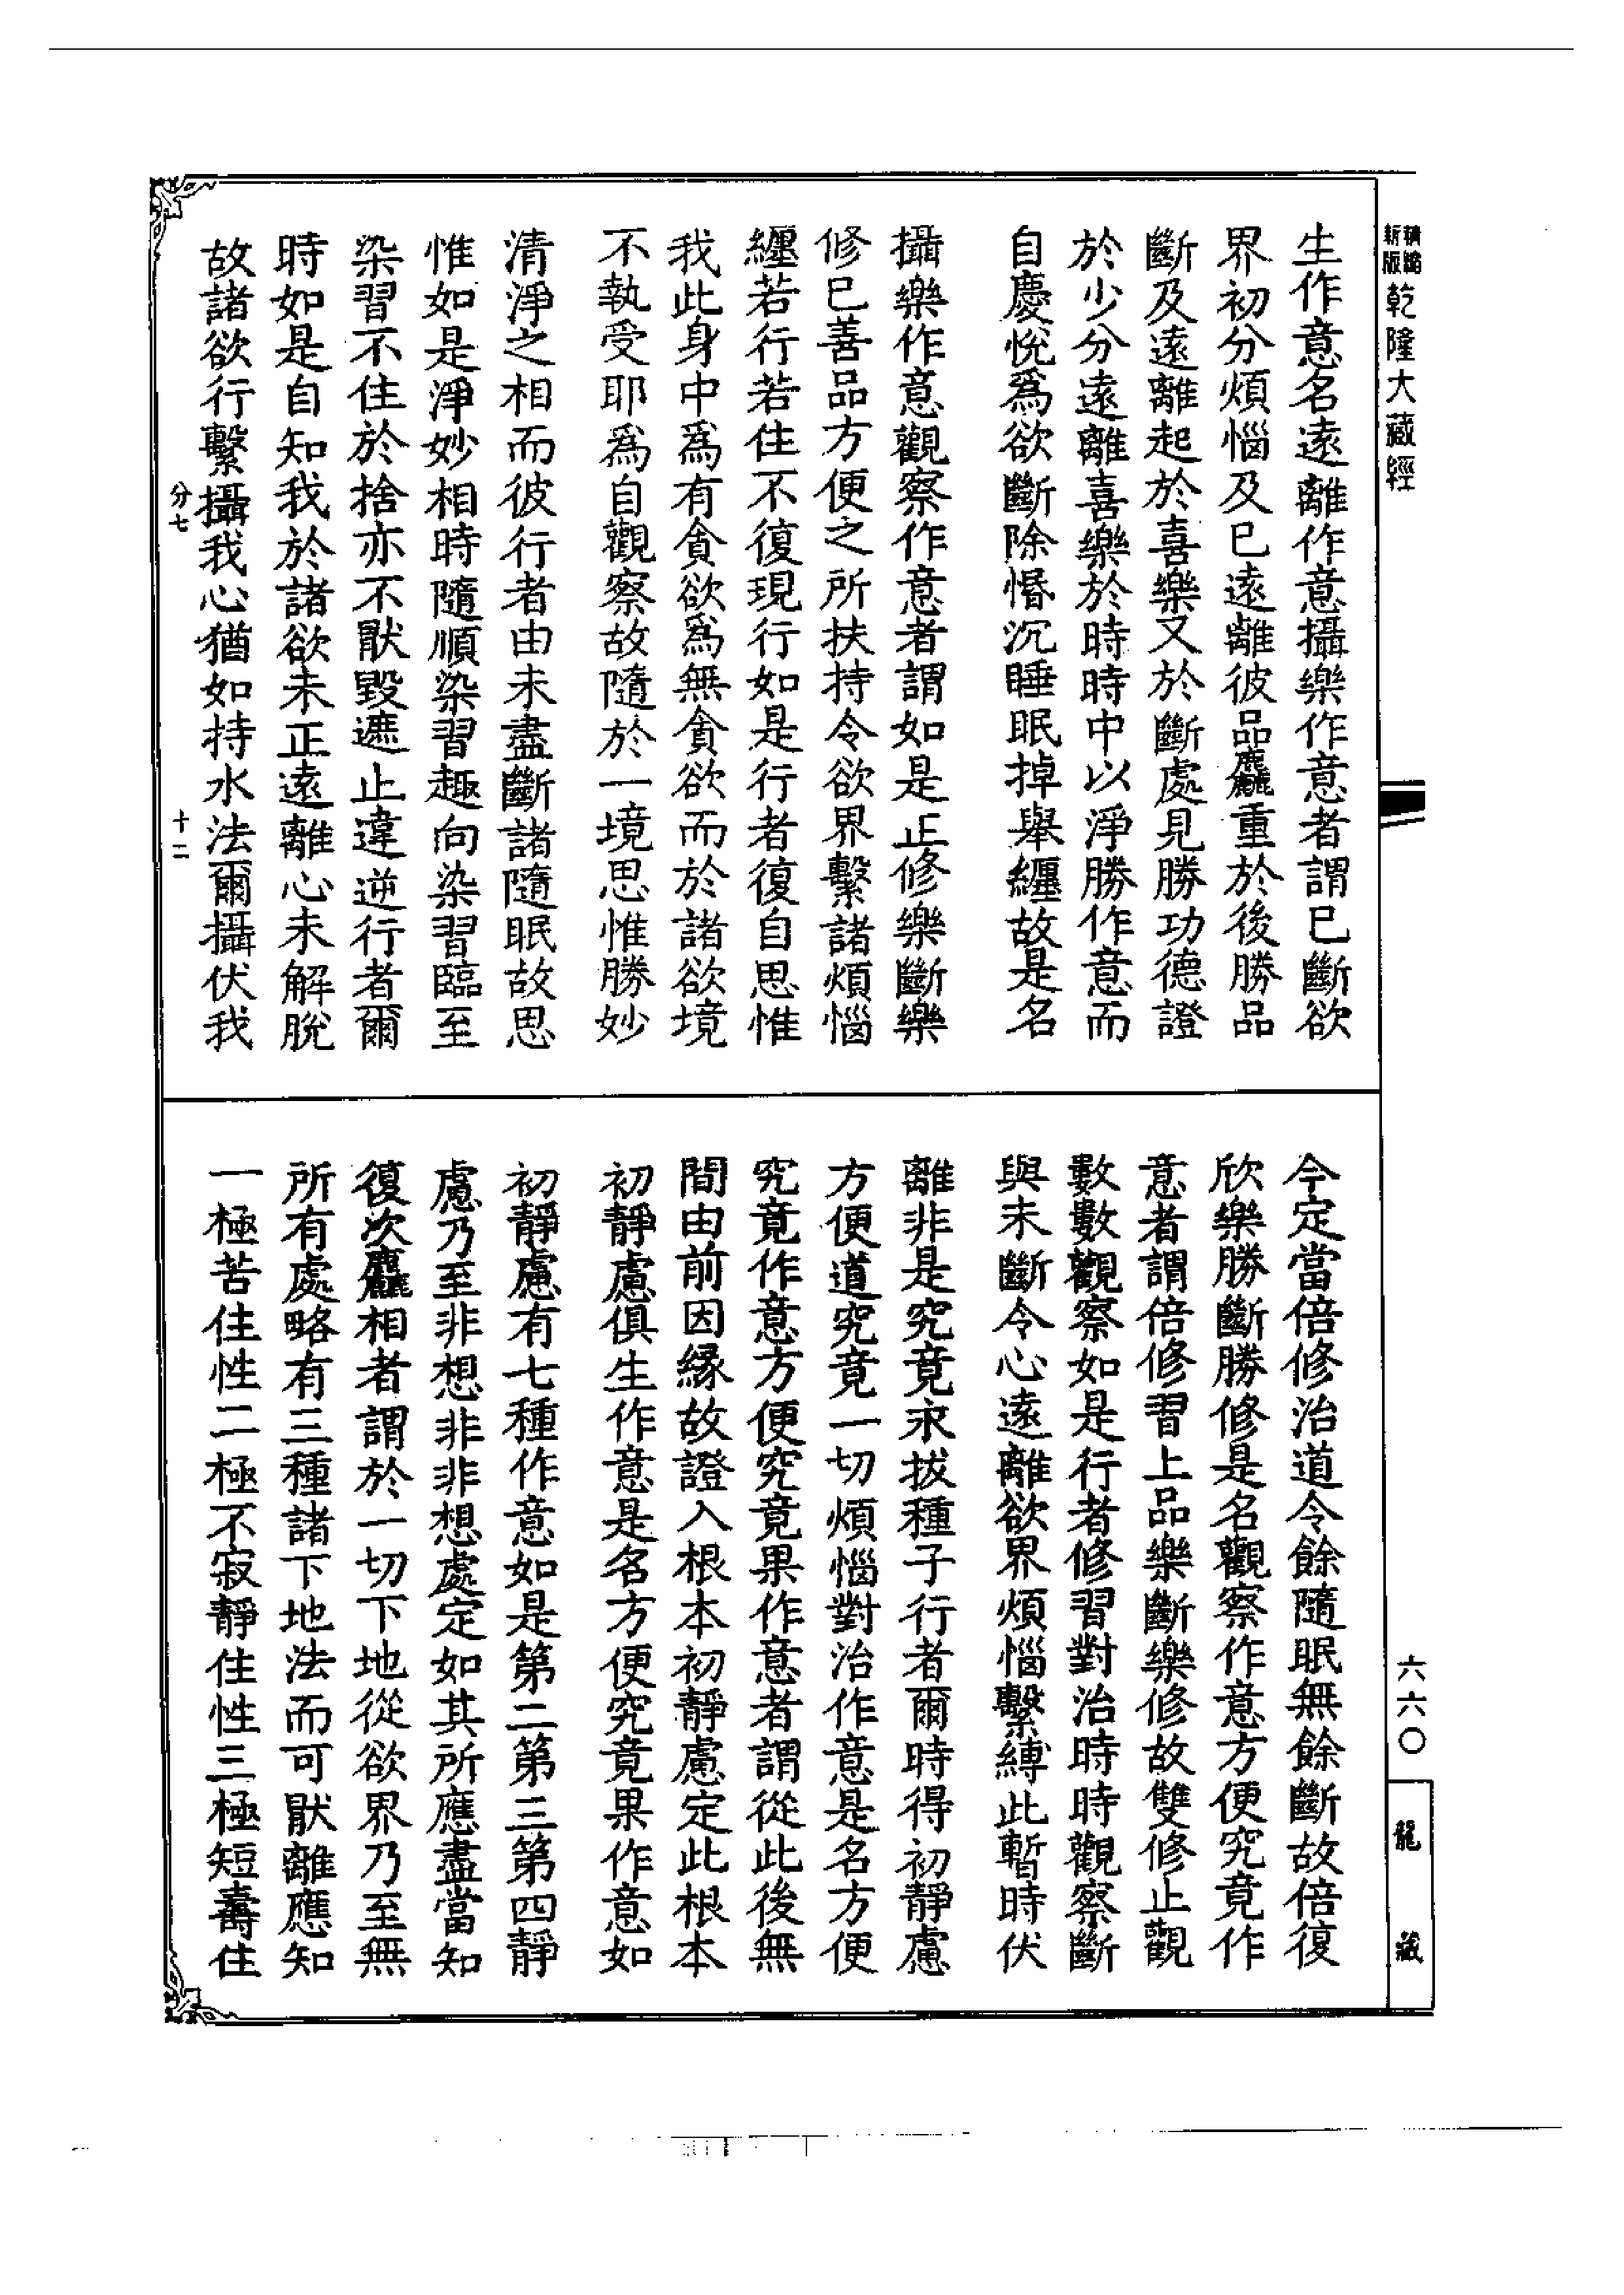 精縮新版乾隆大藏經
生作意名遠離作意攝樂作意者謂已斷欲
界初分煩惱及已遠離彼品麤重於後勝品
斷及遠離起於喜樂又於斷處見勝功德證
於少分遠離喜樂於時時中以淨勝作意而
自慶悅爲欲斷除惛沉睡眠掉舉纏故是名
攝樂作意觀察作意者謂如是正修樂斷樂
修已善品方便之所扶持令欲界繫諸煩惱
纏若行若住不復現行如是行者復自思惟
我此身中爲有貪欲爲無貪欲而於諸欲境
不執受耶爲自觀察故隨於一境思惟勝妙
清淨之相而彼行者由未盡斷諸隨眠故思
惟如是淨妙相時隨順染習趣向染習臨至
染習不住於捨亦不猒毀遮止違逆行者爾
時如是自知我於諸欲未正遠離心未解脫
故諸欲行繫攝我心猶如持水法爾攝伏我
分七
十二
今定當倍修治道令餘隨眠無餘斷故倍復
欣樂勝斷勝修是名觀察作意方便究竟作
意者謂倍修習上品樂斷樂修故雙修止觀
數數觀察如是行者修習對治時時觀察斷
與未斷令心遠離欲界煩惱繫縛此暫時伏
離非是究竟永拔種子行者爾時得初靜慮
方便道究竟一切煩惱對治作意是名方便
究竟作意方便究竟果作意者謂從此後無
間由前因緣故證入根本初靜慮定此根本
初靜慮俱生作意是名方便究竟果作意如
初靜慮有七種作意如是第二第三第四靜
慮乃至非想非非想處定如其所應盡當知
復次麤相者謂於一切下地從欲界乃至無
所有處略有三種諸下地法而可猒離應知
一極苦住性二極不寂靜住性三極短壽住
六六〇
龍藏